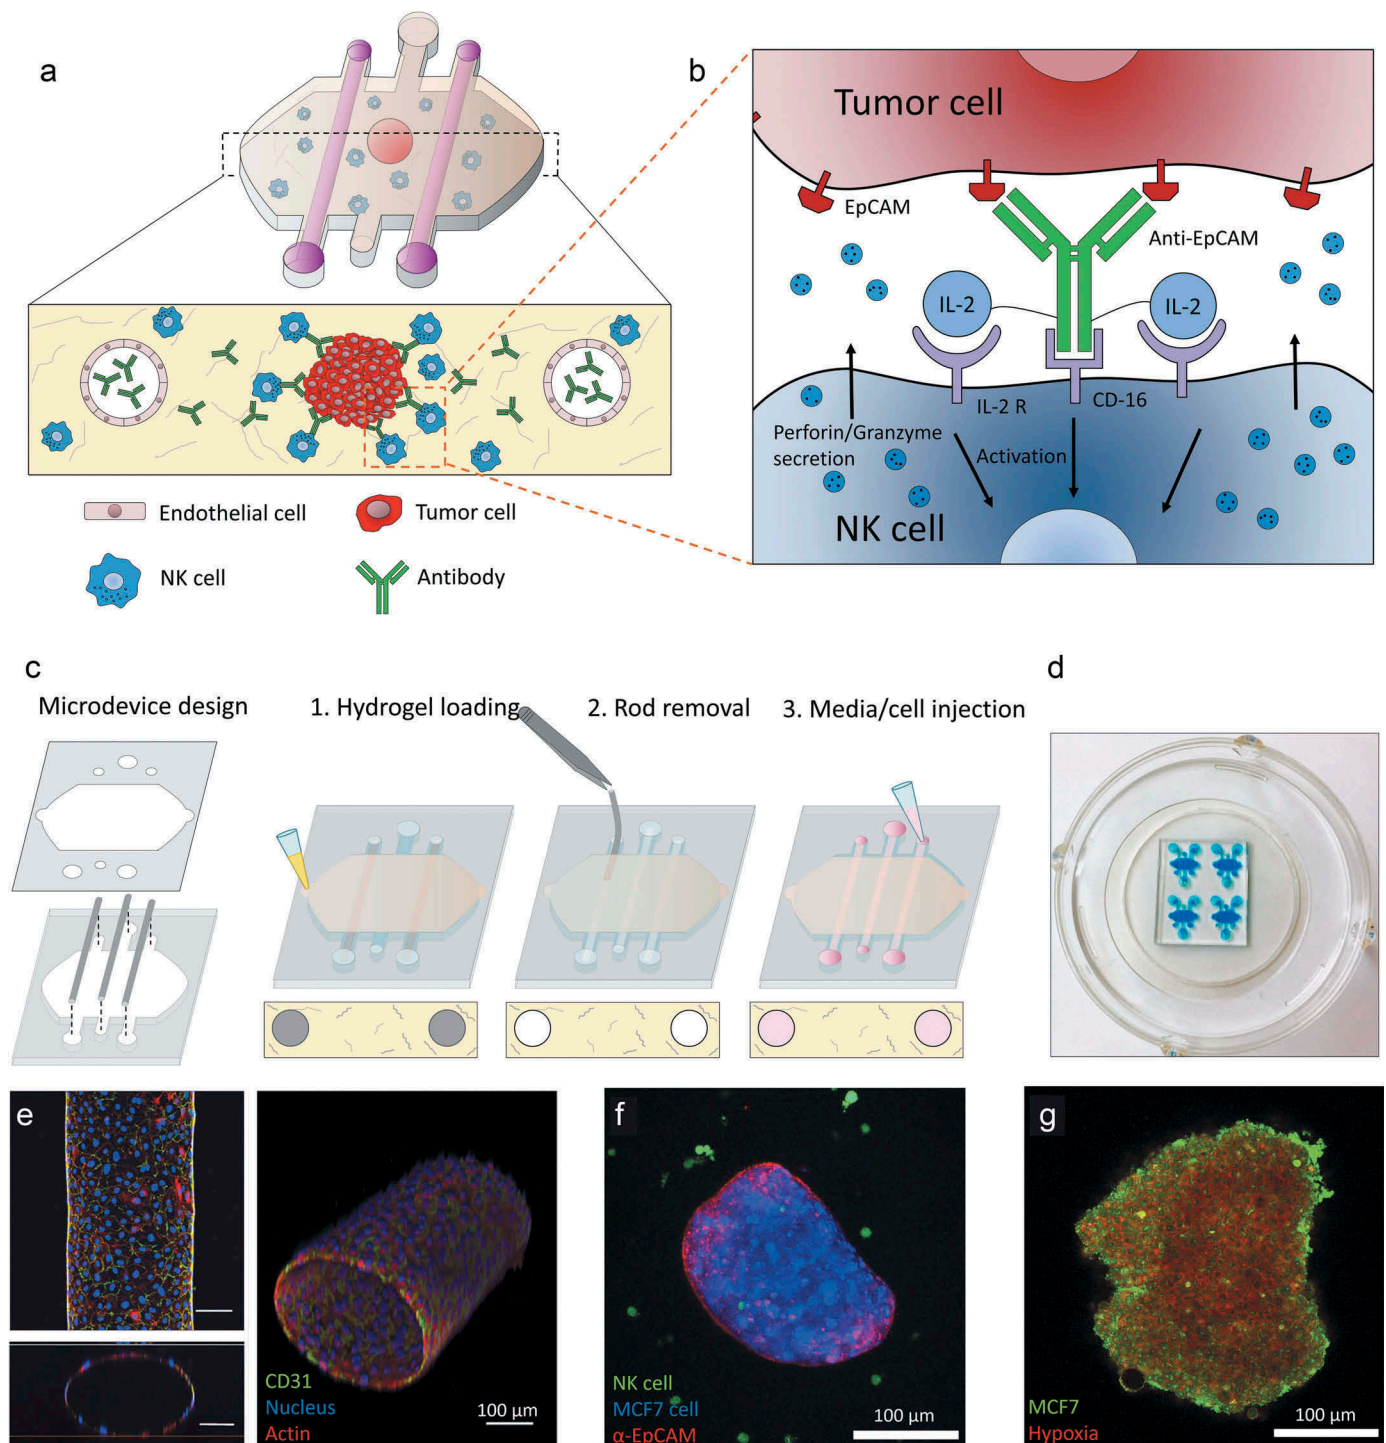 a
Endothelial cell
Tumor cell
NK cell
Antibody
b
Tumor cell
EpCAM
Anti-EpCAM
IL-2
IL-2
IL-2 R
CD-16
Perforin/Granzyme
secretion
Activation
NK cell
c
Microdevice design
1. Hydrogel loading
2. Rod removal
3. Media/cell injection
d
e
CD31
Nucleus
Actin
100 μm
f
NK cell
MCF7 cell
α-EpCAM
100 μm
g
MCF7
Hypoxia
100 μm